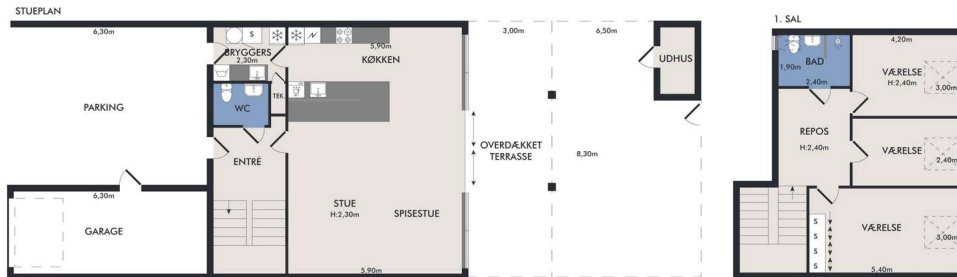 STUEPLAN
6,30m
PARKING
6,30m
GARAGE
S
BRYGGERS
2,30m
WC
TEK.
ENTRÉ
5,90m
KØKKEN
STUE
H:2,30m
SPISESTUE
5,90m
3,00m
6,50m
UDHUS
OVERDÆKKET
TERRASSE
8,30m
1. SAL
BAD
1,90m
2,40m
4,20m
VÆRELSE
H:2,40m
3,00m
REPOS
H:2,40m
VÆRELSE
2,40m
VÆRELSE
3,00m
S
S
S
S
5,40m